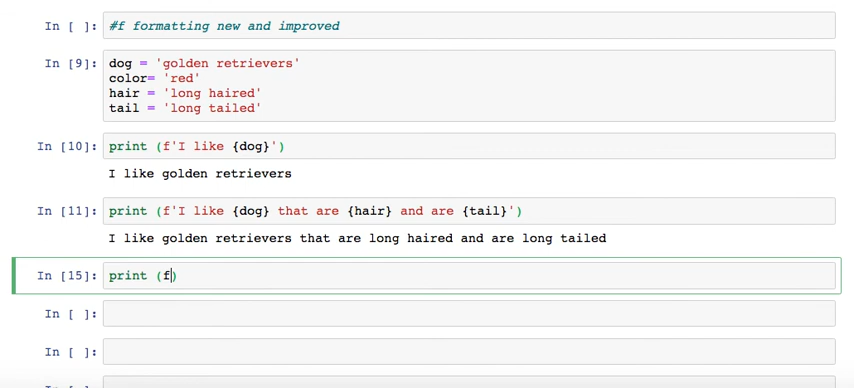 In [ ]: #f formatting new and improved
In [9]: dog = 'golden retrievers'
color= 'red'
hair = 'long haired'
tail = 'long tailed'
In [10]: print (f'I like {dog}')
I like golden retrievers
In [11]: print (f'I like {dog} that are {hair} and are {tail}')
I like golden retrievers that are long haired and are long tailed
In [15]: print (f)
In [ ]:
In [ ]: